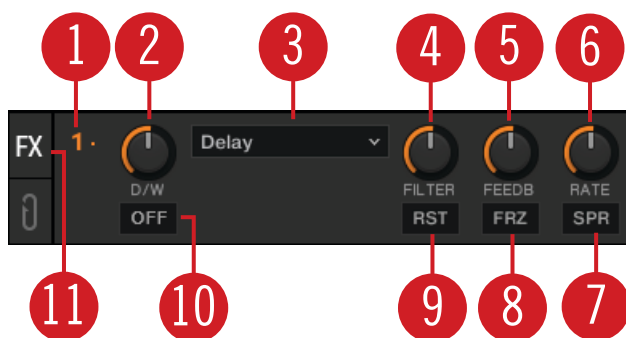 1 2 3 4 5 6
FX 1 Delay
D/W FILTER FEEDB RATE
OFF RST FRZ SPR
11 10 9 8 7